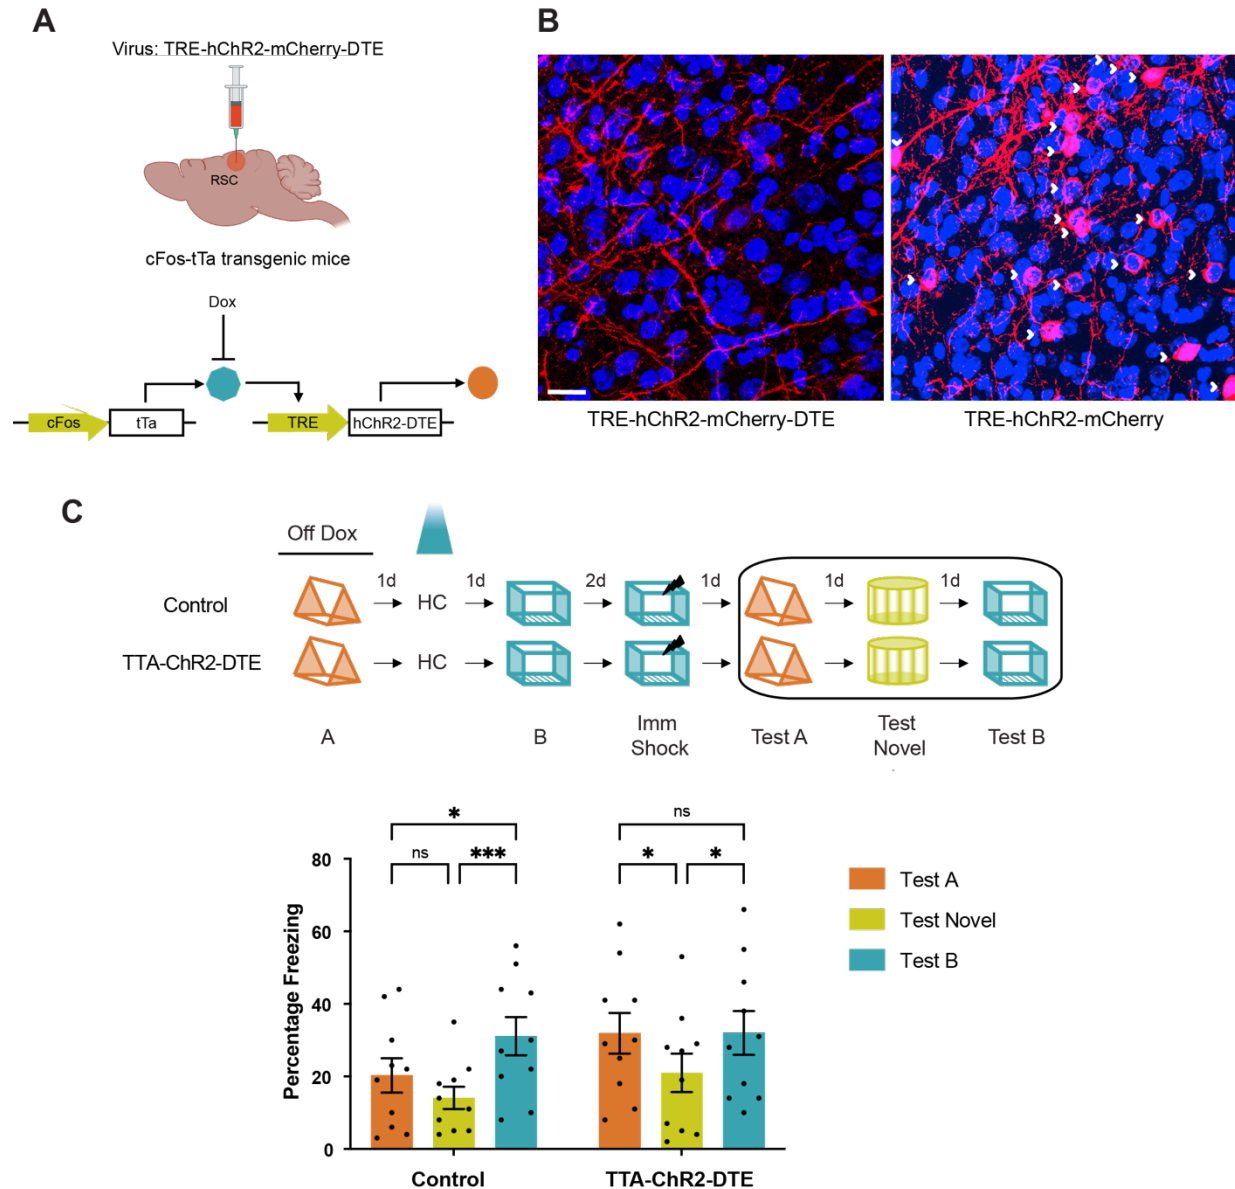 A
B
Virus: TRE-hChR2-mCherry-DTE
RSC
cFos-tTa transgenic mice
Dox
cFos
tTa
TRE
hChR2-DTE
TRE-hChR2-mCherry-DTE
TRE-hChR2-mCherry
C
Off Dox
Control
1d
HC
1d
2d
1d
1d
1d
TTA-ChR2-DTE
HC
A
B
Imm
Shock
Test A
Test
Novel
Test B
*
ns
ns
***
*
*
80
60
40
20
0
Percentage Freezing
Control
TTA-ChR2-DTE
Test A
Test Novel
Test B